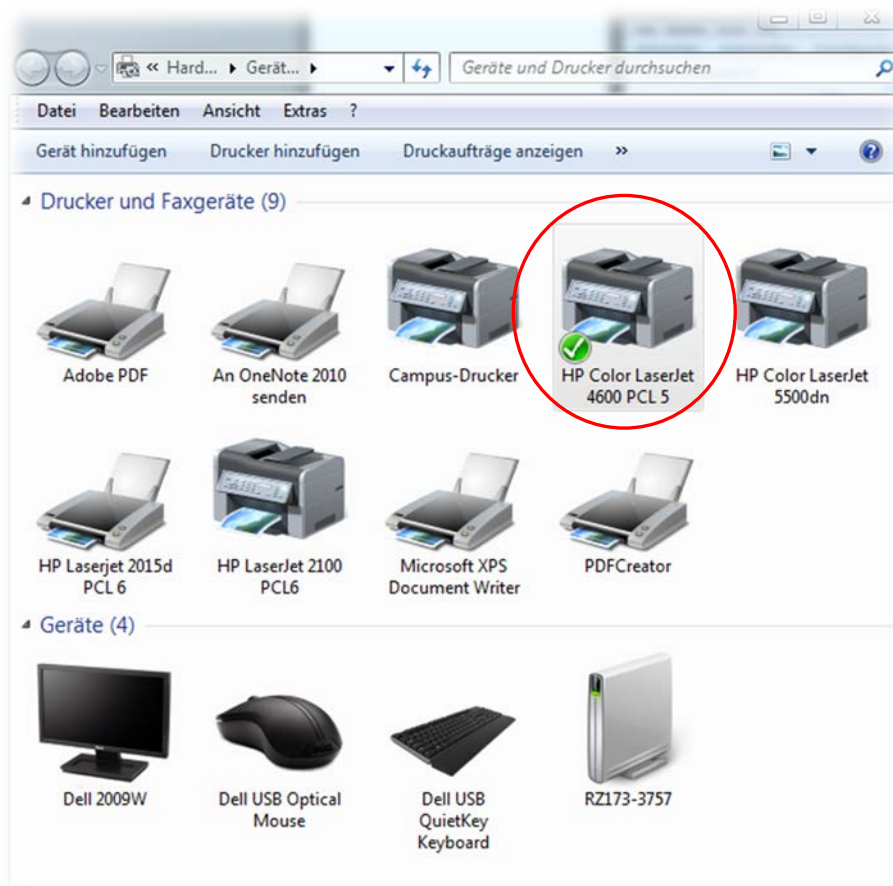 « Hard... ▸ Gerät... ▸
Geräte und Drucker durchsuchen
Datei Bearbeiten Ansicht Extras ?
Gerät hinzufügen Drucker hinzufügen Druckaufträge anzeigen »
Drucker und Faxgeräte (9)
Adobe PDF
An OneNote 2010
senden
Campus-Drucker
HP Color LaserJet
4600 PCL 5
HP Color LaserJet
5500dn
HP Laserjet 2015d
PCL 6
HP LaserJet 2100
PCL6
Microsoft XPS
Document Writer
PDFCreator
Geräte (4)
Dell 2009W
Dell USB Optical
Mouse
Dell USB
QuietKey
Keyboard
RZ173-3757